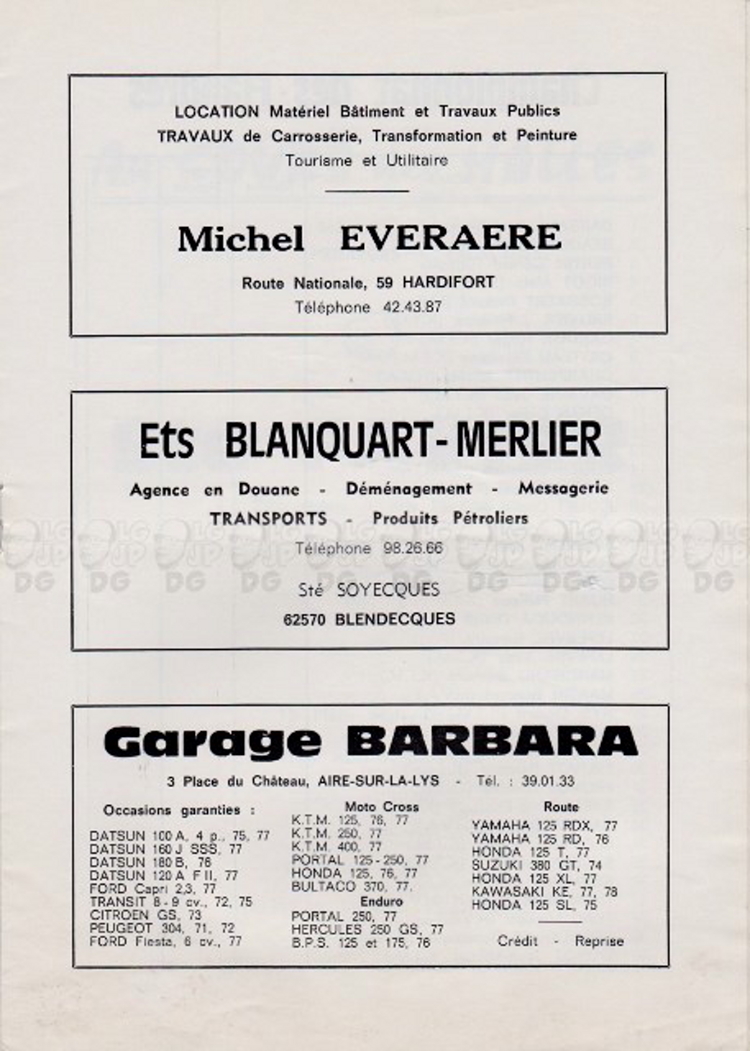 LOCATION Matériel Bâtiment et Travaux Publics
TRAVAUX de Carrosserie, Transformation et Peinture
Tourisme et Utilitaire
Michel EVERAERE
Route Nationale, 59 HARDIFORT
Téléphone 42.43.87
Ets BLANQUART-MERLIER
Agence en Douane - Déménagement - Messagerie
TRANSPORTS - Produits Pétroliers
Téléphone 98.26.66
Sté SOYECQUES
62570 BLENDECQUES
Garage BARBARA
3 Place du Château, AIRE-SUR-LA-LYS - Tél. : 39.01.33
Occasions garanties :
DATSUN 100 A, 4 p., 75, 77
DATSUN 160 J SSS, 77
DATSUN 180 B, 76
DATSUN 120 A F II, 77
FORD Capri 2,3, 77
TRANSIT 8-9 cv., 72, 75
CITROEN GS, 73
PEUGEOT 304, 71, 72
FORD Fiesta, 6 cv., 77
Moto Cross
K.T.M. 125, 76, 77
K.T.M. 250, 77
K.T.M. 400, 77
PORTAL 125-250, 77
HONDA 125, 76, 77
BULTACO 370, 77.
Enduro
PORTAL 250, 77
HERCULES 250 GS, 77
B.P.S. 125 et 175, 76
Route
YAMAHA 125 RDX, 77
YAMAHA 125 RD, 76
HONDA 125 T, 77
SUZUKI 380 GT, 74
HONDA 125 XL, 77
KAWASAKI KE, 77, 78
HONDA 125 SL, 75
Crédit - Reprise